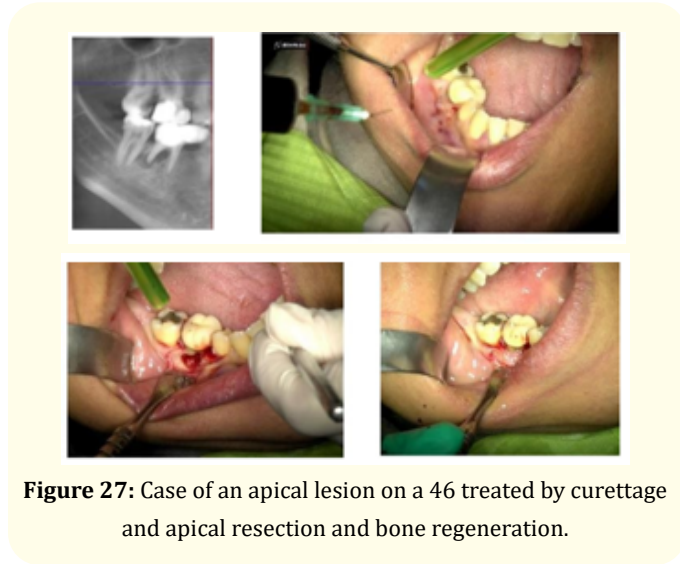 Figure 27: Case of an apical lesion on a 46 treated by curettage
and apical resection and bone regeneration.